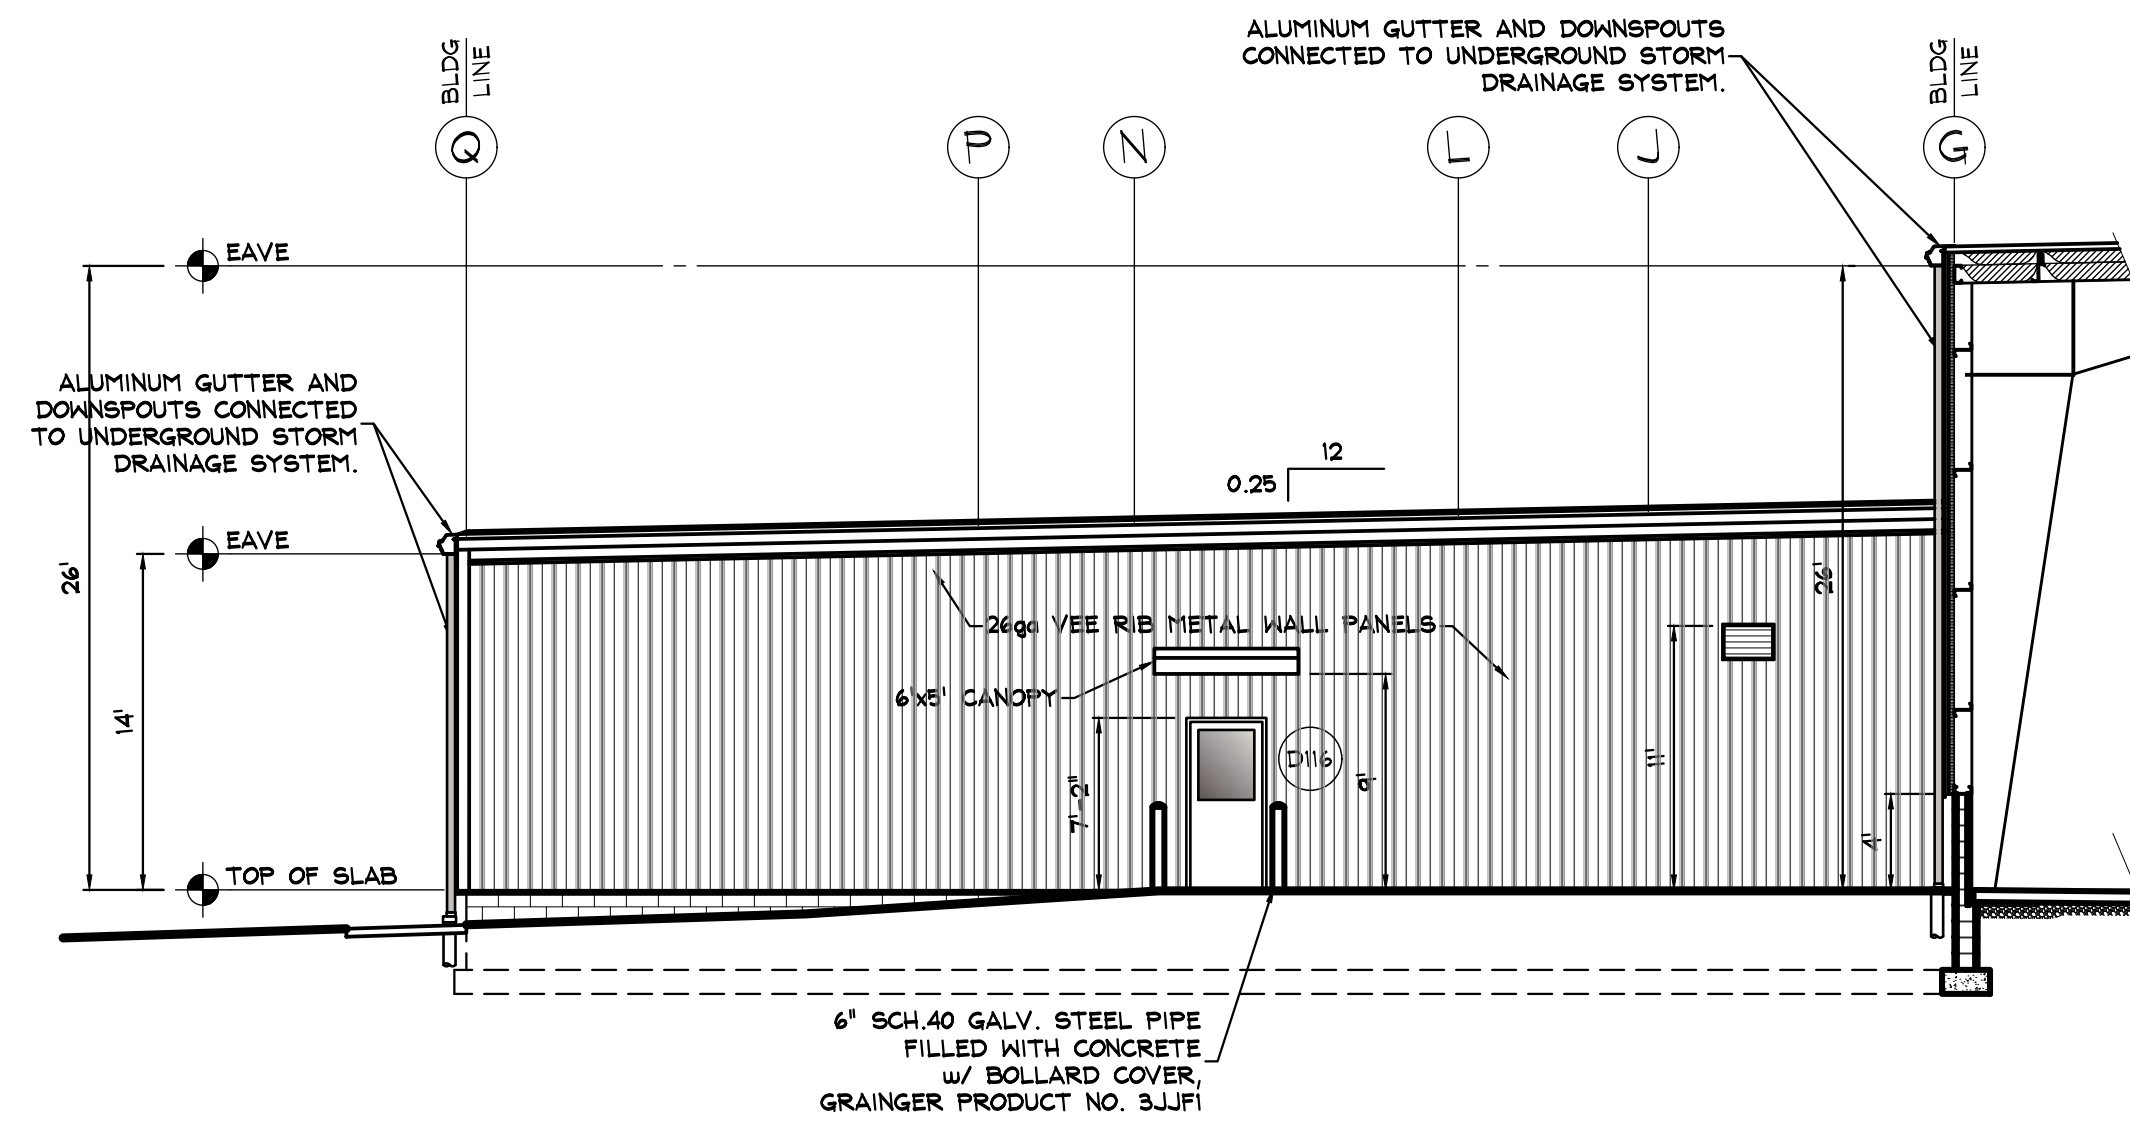 ALUMINUM GUTTER AND DOWNSPOUTS
CONNECTED TO UNDERGROUND STORM
DRAINAGE SYSTEM.
BLDG
LINE
BLDG
LINE
Q
P
N
L
J
G
EAVE
ALUMINUM GUTTER AND
DOWNSPOUTS CONNECTED
TO UNDERGROUND STORM
DRAINAGE SYSTEM.
12
0.25
EAVE
26'
26'
14'
26ga VEE RIB METAL WALL PANELS
6'x5' CANOPY
D116
7'-2"
9'
11'
4'
TOP OF SLAB
6" SCH.40 GALV. STEEL PIPE
FILLED WITH CONCRETE
w/ BOLLARD COVER,
GRAINGER PRODUCT NO. 3JJF1